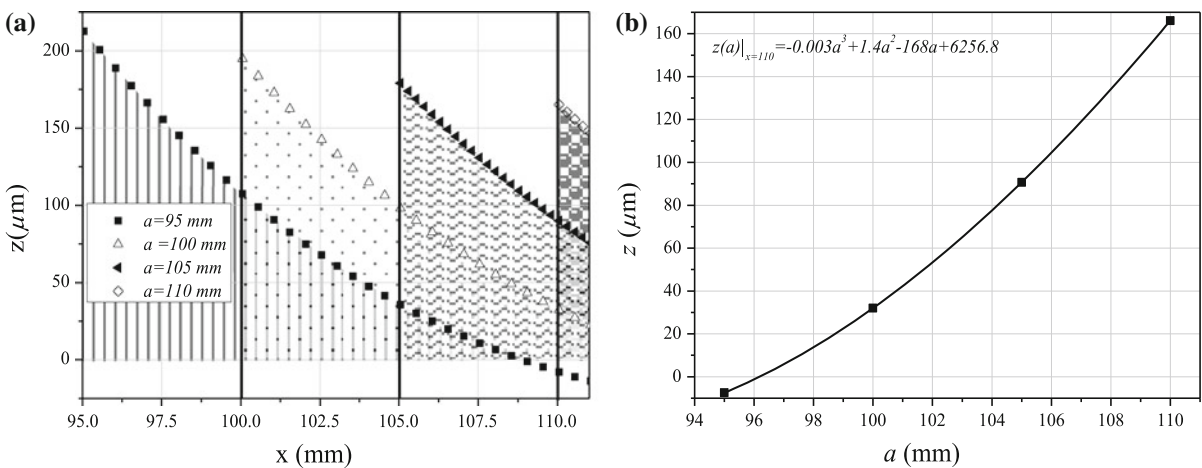 (a)
200
150
100
50
0
z(μm)
a=95 mm
a =100 mm
a=105 mm
a=110 mm
95.0 97.5 100.0 102.5 105.0 107.5 110.0
x (mm)
(b)
160
140
120
100
80
60
40
20
0
z (μm)
z(a)|x=110=-0.003a³+1.4a²-168a+6256.8
94 96 98 100 102 104 106 108 110
a (mm)